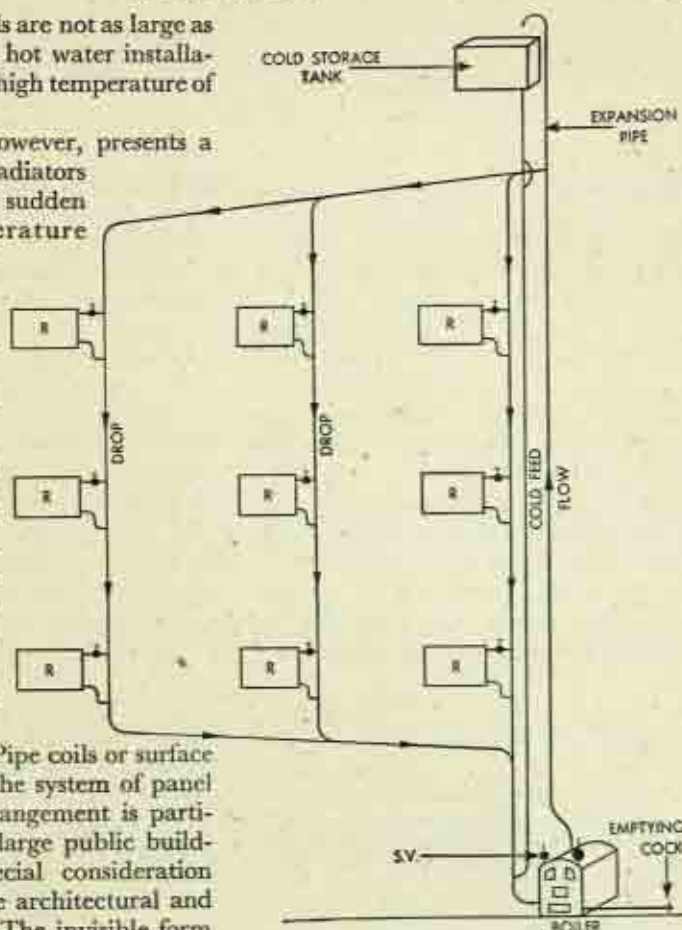 ls are not as large as
hot water installa-
high temperature of
owever, presents a
adiators
sudden
erature
COLD STORAGE
TANK
EXPANSION
PIPE
R
R
R
DROP
DROP
COLD FEED
FLOW
R
R
R
R
R
R
Pipe coils or surface
he system of panel
angement is parti-
large public build-
ecial consideration
e architectural and
The invisible form
S.V.
EMPTYING
COCK
BOILER